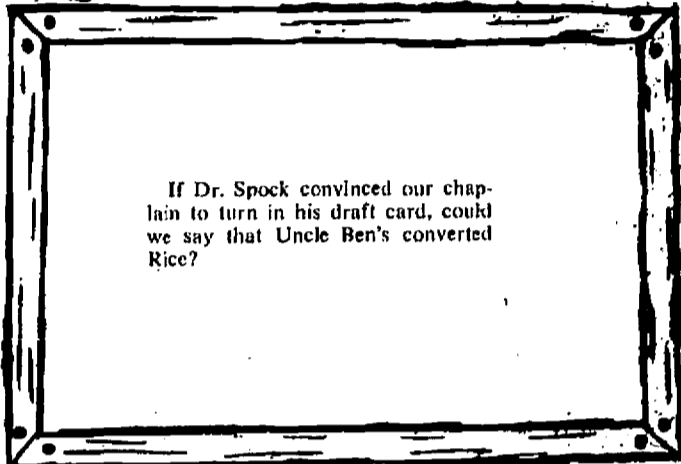 If Dr. Spock convinced our chap-
lain to turn in his draft card, could
we say that Uncle Ben's converted
Rice?